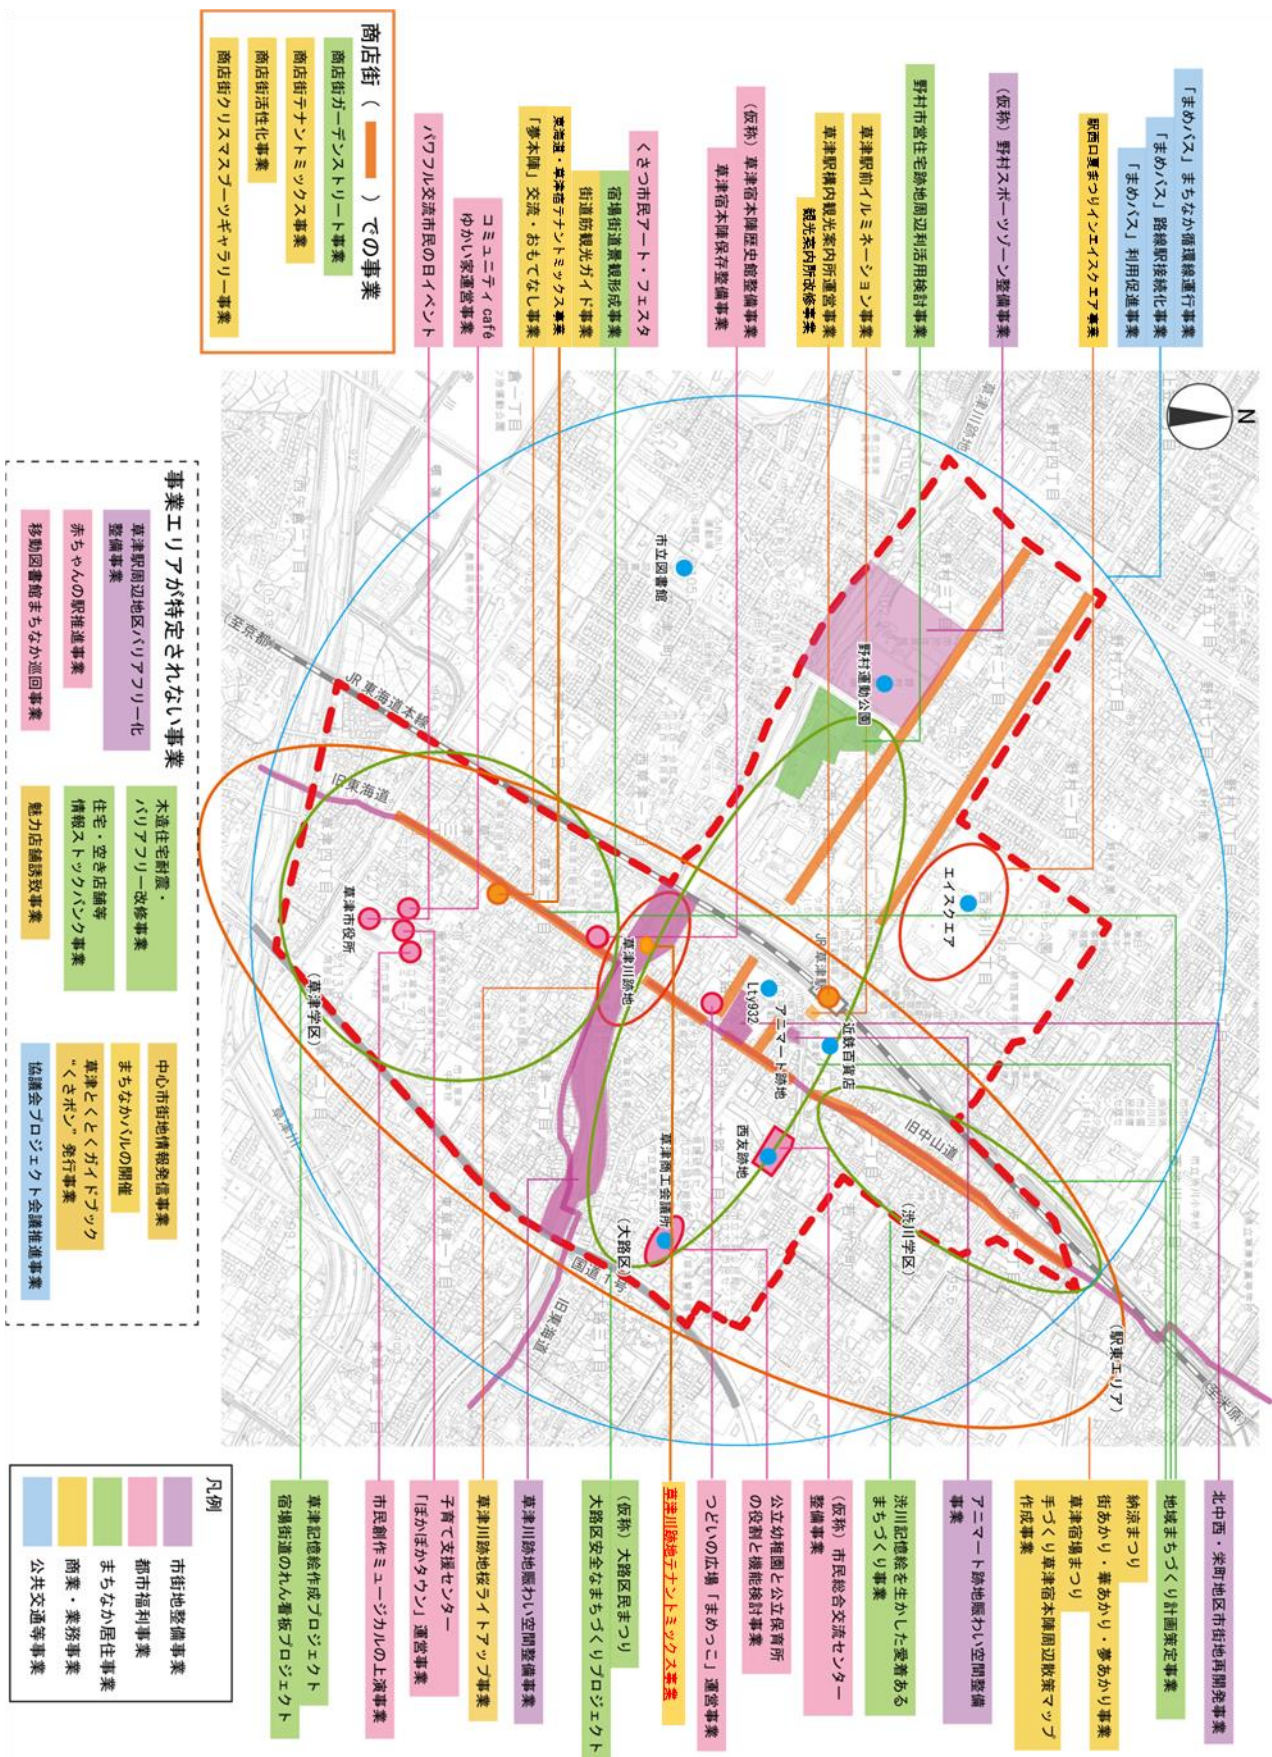 「まめバス」まちなか循環線運行事業
「まめバス」路線駅接続化事業
「まめバス」利用促進事業
駅西口夏まつりインエイスクエア事業
（仮称）野村スポーツゾーン整備事業
野村市営住宅跡地周辺利活用検討事業
草津駅前イルミネーション事業
草津駅構内観光案内所運営事業
観光案内所改修事業
（仮称）草津宿本陣歴史館整備事業
草津宿本陣保存整備事業
くさつ市民アート・フェスタ
宿場街道景観形成事業
街道筋観光ガイド事業
東海道・草津宿テナントミックス事業
「夢本陣」交流・おもてなし事業
コミュニティcafé
ゆかい家運営事業
パワフル交流市民の日イベント
商店街（ ）での事業
商店街ガーデンストリート事業
商店街テナントミックス事業
商店街活性化事業
商店街クリスマスブーツギャラリー事業
N
草津川跡地
野村運動公園
市立図書館
（至京都）
JR東海道本線
旧東海道
エイスクエア
JR草津駅
近鉄百貨店
アニマート跡地
Lty932
草津川跡地
草津市役所
（草津学区）
西友跡地
旧中山道
（渋川学区）
草津商工会議所
（大路区）
国道1号
旧東海道
（駅東エリア）
（至米原）
北中西・栄町地区市街地再開発事業
地域まちづくり計画策定事業
納涼まつり
街あかり・華あかり・夢あかり事業
草津宿場まつり
手づくり草津宿本陣周辺散策マップ
作成事業
アニマート跡地賑わい空間整備
事業
渋川記憶絵を生かした愛着ある
まちづくり事業
（仮称）市民総合交流センター
整備事業
公立幼稚園と公立保育所
の役割と機能検討事業
つどいの広場「まめっこ」運営事業
草津川跡地テナントミックス事業
（仮称）大路区民まつり
大路区安全なまちづくりプロジェクト
草津川跡地賑わい空間整備事業
草津川跡地桜ライトアップ事業
子育て支援センター
「ぽかぽかタウン」運営事業
市民創作ミュージカルの上演事業
草津記憶絵作成プロジェクト
宿場街道のれん看板プロジェクト
事業エリアが特定されない事業
草津駅周辺地区バリアフリー化
整備事業
赤ちゃんの駅推進事業
移動図書館まちなか巡回事業
木造住宅耐震・
バリアフリー改修事業
住宅・空き店舗等
情報ストックバンク事業
魅力店舗誘致事業
中心市街地情報発信事業
まちなかバルの開催
草津とくとくガイドブック
“くさポン”発行事業
協議会プロジェクト会議推進事業
凡例
市街地整備事業
都市福利事業
まちなか居住事業
商業・業務事業
公共交通等事業